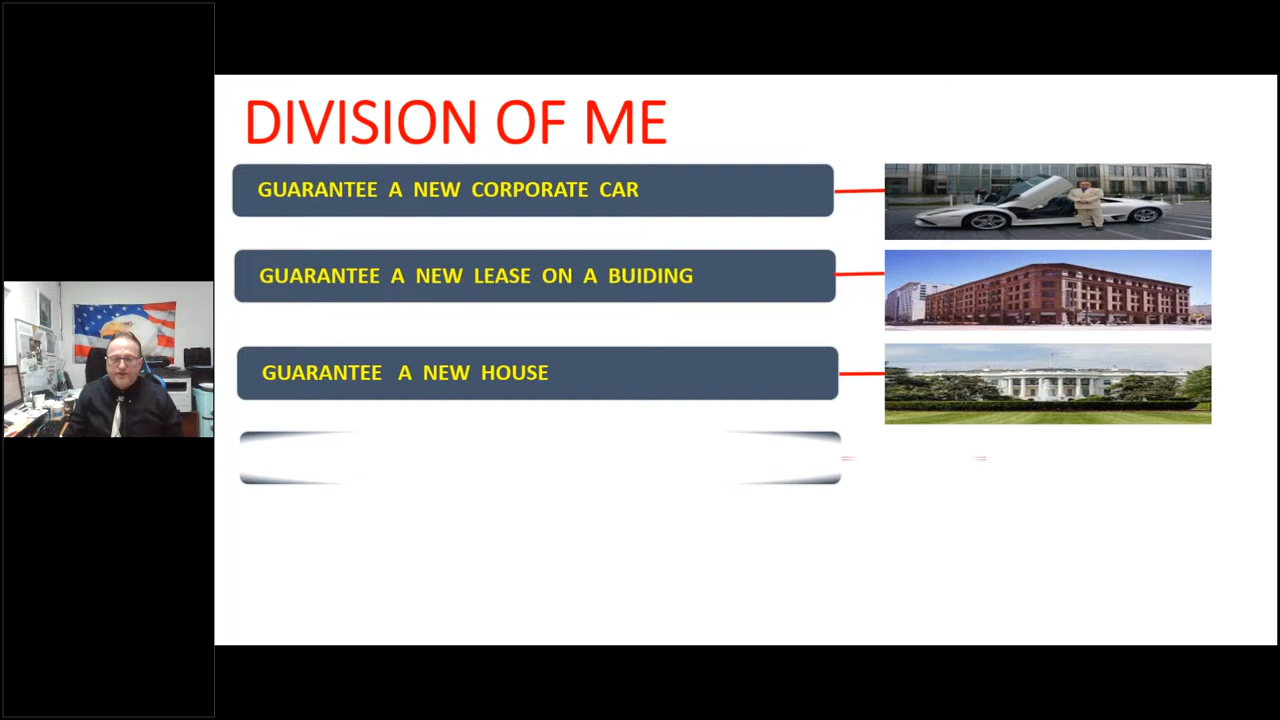 DIVISION OF ME
GUARANTEE A NEW CORPORATE CAR
GUARANTEE A NEW LEASE ON A BUIDING
GUARANTEE A NEW HOUSE